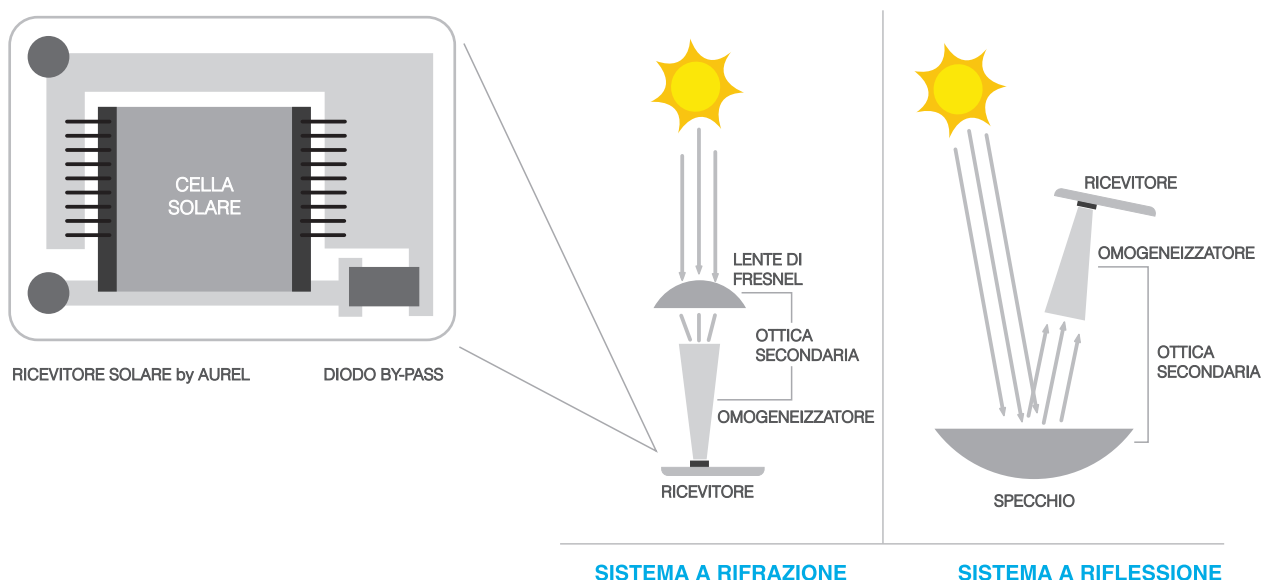 CELLA
SOLARE
RICEVITORE SOLARE by AUREL
DIODO BY-PASS
LENTE DI
FRESNEL
OTTICA
SECONDARIA
OMOGENEIZZATORE
RICEVITORE
SISTEMA A RIFRAZIONE
RICEVITORE
OMOGENEIZZATORE
OTTICA
SECONDARIA
SPECCHIO
SISTEMA A RIFLESSIONE